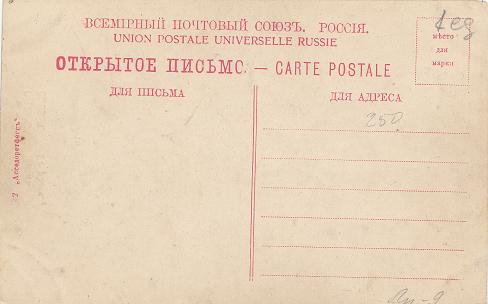 ВСЕМІРНЫЙ ПОЧТОВЫЙ СОЮЗЪ. РОССІЯ.
UNION POSTALE UNIVERSELLE RUSSIE
ОТКРЫТОЕ ПИСЬМО. — CARTE POSTALE
мѣсто
для
марки
ДЛЯ ПИСЬМА
ДЛЯ АДРЕСА
250